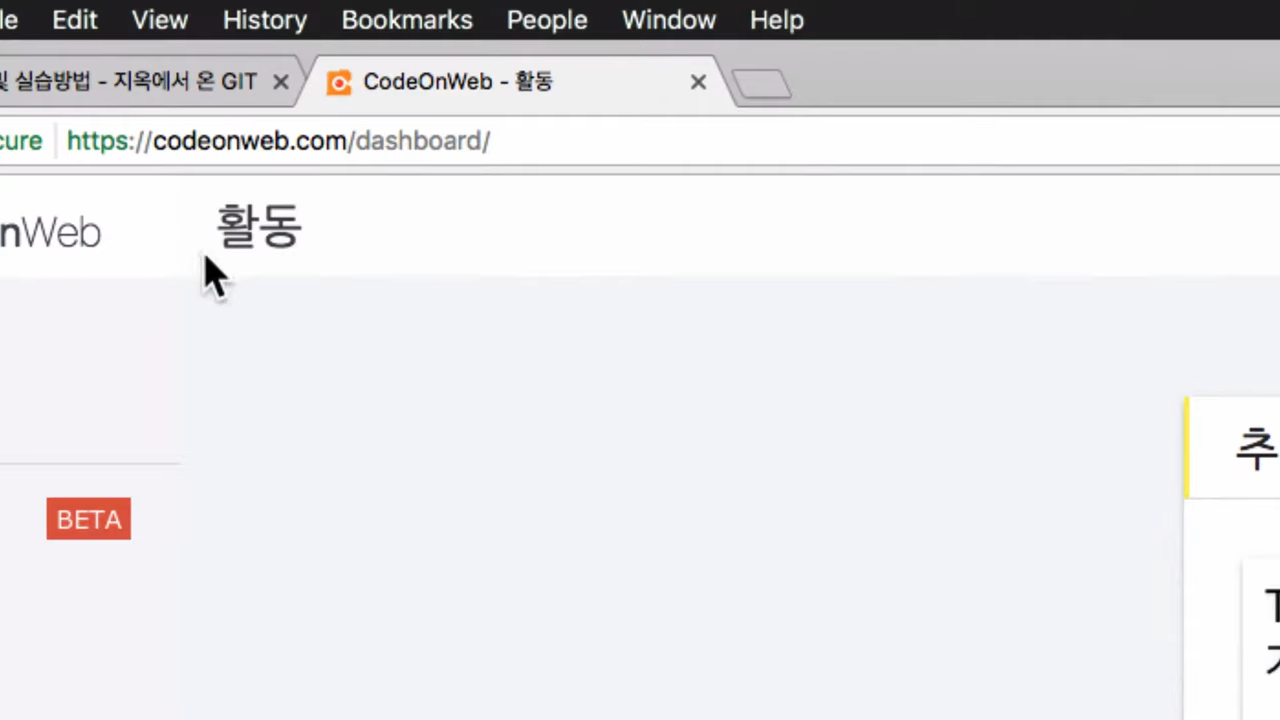 le Edit View History Bookmarks People Window Help
및 실습방법 - 지옥에서 온 GIT CodeOnWeb - 활동
cure https://codeonweb.com/dashboard/
nWeb 활동
추
BETA
T